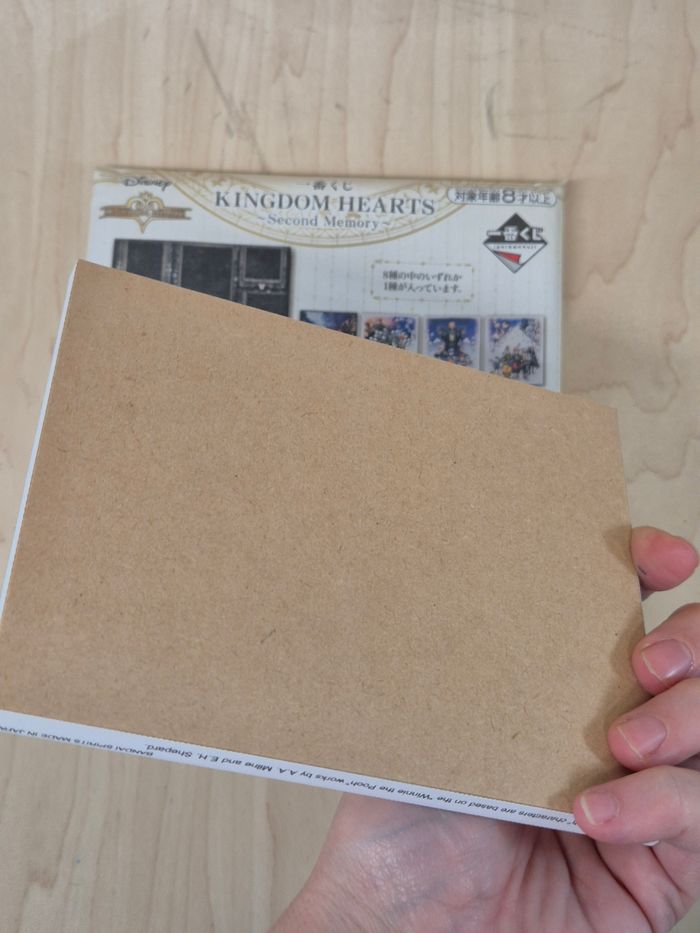 Disney
一番くじ
KINGDOM HEARTS
~Second Memory~
対象年齢8才以上
一番くじ
8種の中のいずれか
1種が入っています。
h" characters are based on the "Winnie the Pooh" works by A.A. Milne and E.H. Shepard.
BANDAI SPIRITS MADE IN JAPA